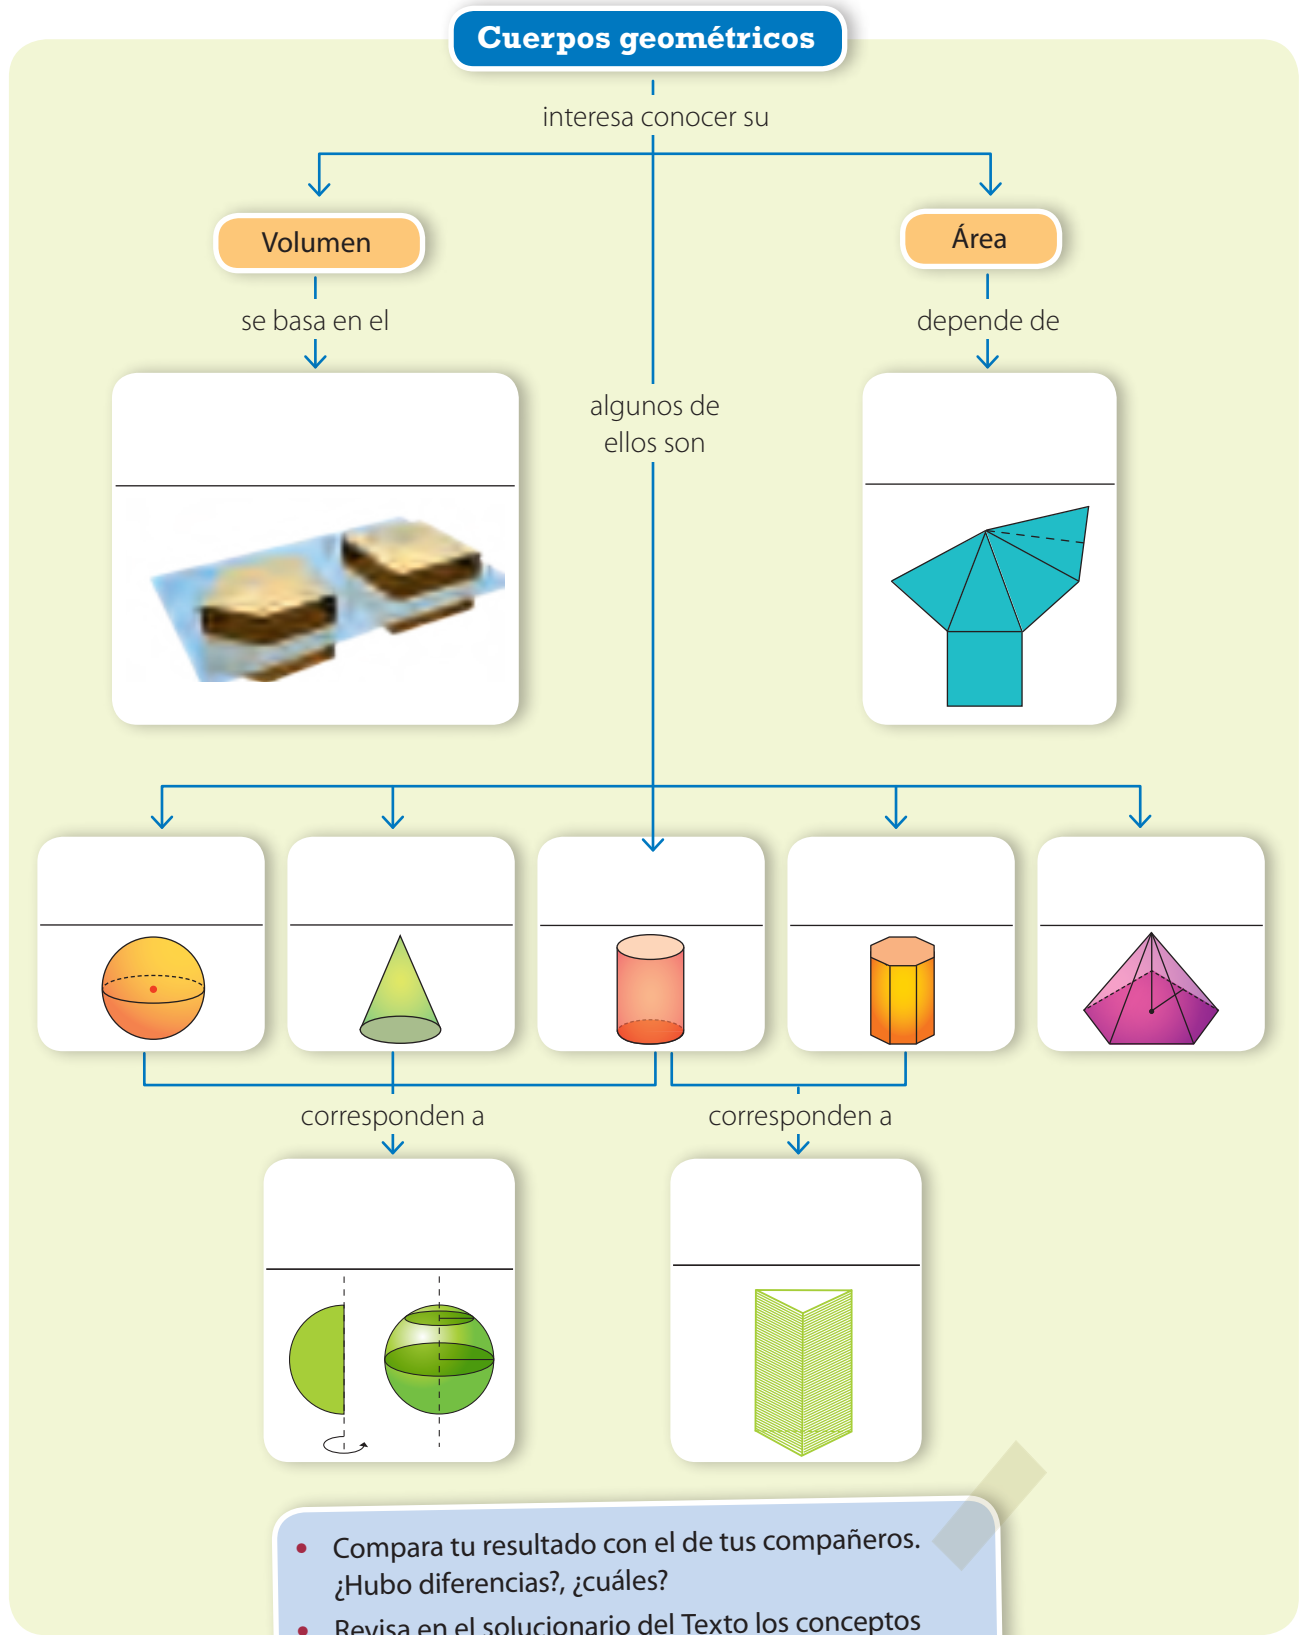 Cuerpos geométricos
interesa conocer su
Volumen
Área
se basa en el
depende de
algunos de
ellos son
corresponden a
corresponden a
• Compara tu resultado con el de tus compañeros.
¿Hubo diferencias?, ¿cuáles?
• Revisa en el solucionario del Texto los conceptos